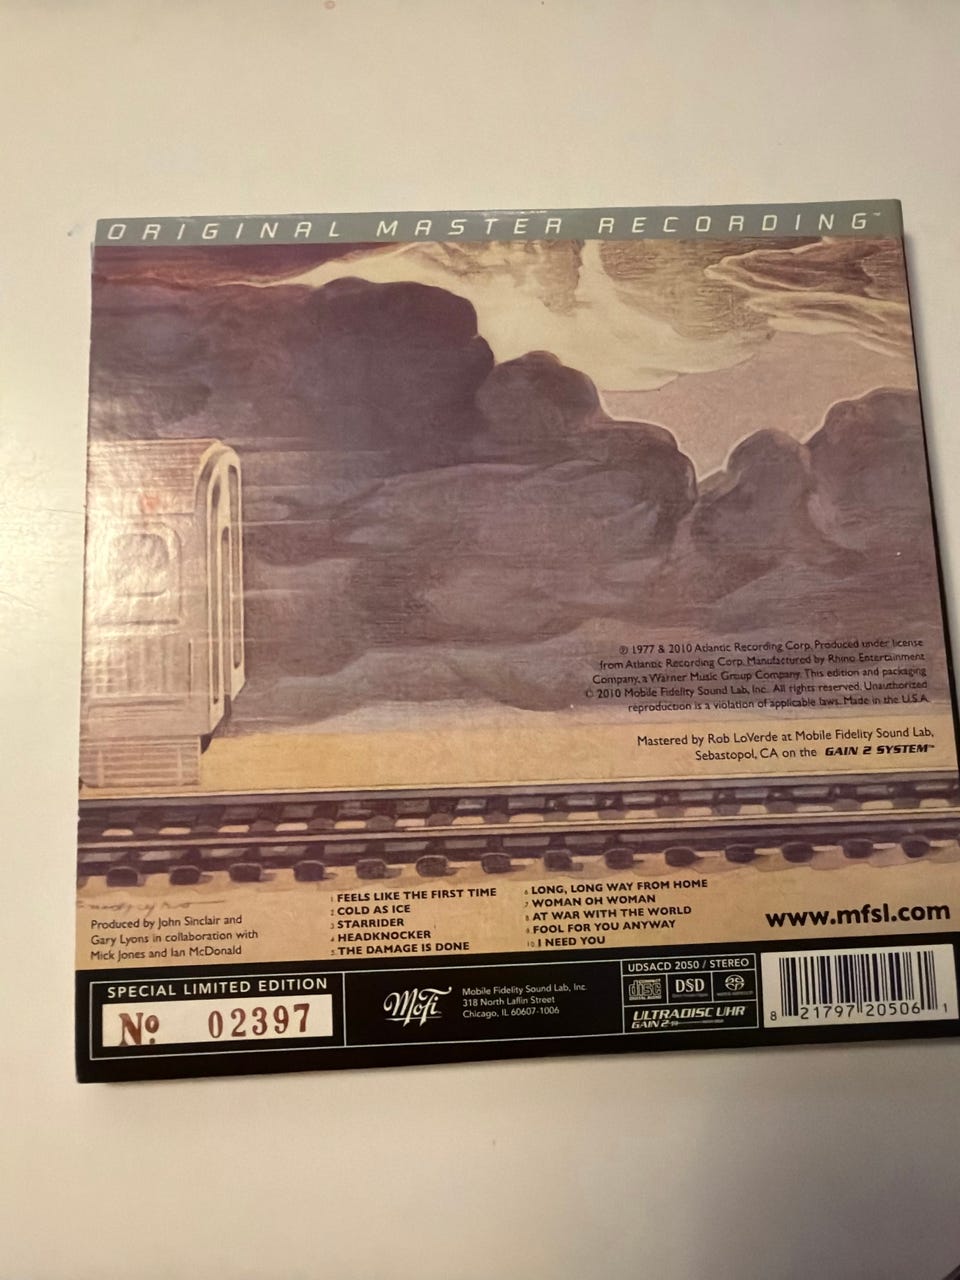 ORIGINAL MASTER RECORDING™
℗ 1977 & 2010 Atlantic Recording Corp. Produced under license
from Atlantic Recording Corp. Manufactured by Rhino Entertainment
Company, a Warner Music Group Company. This edition and packaging
© 2010 Mobile Fidelity Sound Lab, Inc. All rights reserved. Unauthorized
reproduction is a violation of applicable laws. Made in the U.S.A.
Mastered by Rob LoVerde at Mobile Fidelity Sound Lab,
Sebastopol, CA on the GAIN 2 SYSTEM™
Produced by John Sinclair and
Gary Lyons in collaboration with
Mick Jones and Ian McDonald
1 FEELS LIKE THE FIRST TIME
2 COLD AS ICE
3 STARRIDER
4 HEADKNOCKER
5 THE DAMAGE IS DONE
6 LONG, LONG WAY FROM HOME
7 WOMAN OH WOMAN
8 AT WAR WITH THE WORLD
9 FOOL FOR YOU ANYWAY
10 I NEED YOU
www.mfsl.com
SPECIAL LIMITED EDITION
No. 02397
MoFi
Mobile Fidelity Sound Lab, Inc.
318 North Laflin Street
Chicago, IL 60607-1006
UDSACD 2050 / STEREO
COMPACT disc DIGITAL AUDIO
DSD
ULTRADISC UHR
GAIN 2
8 21797 20506 1